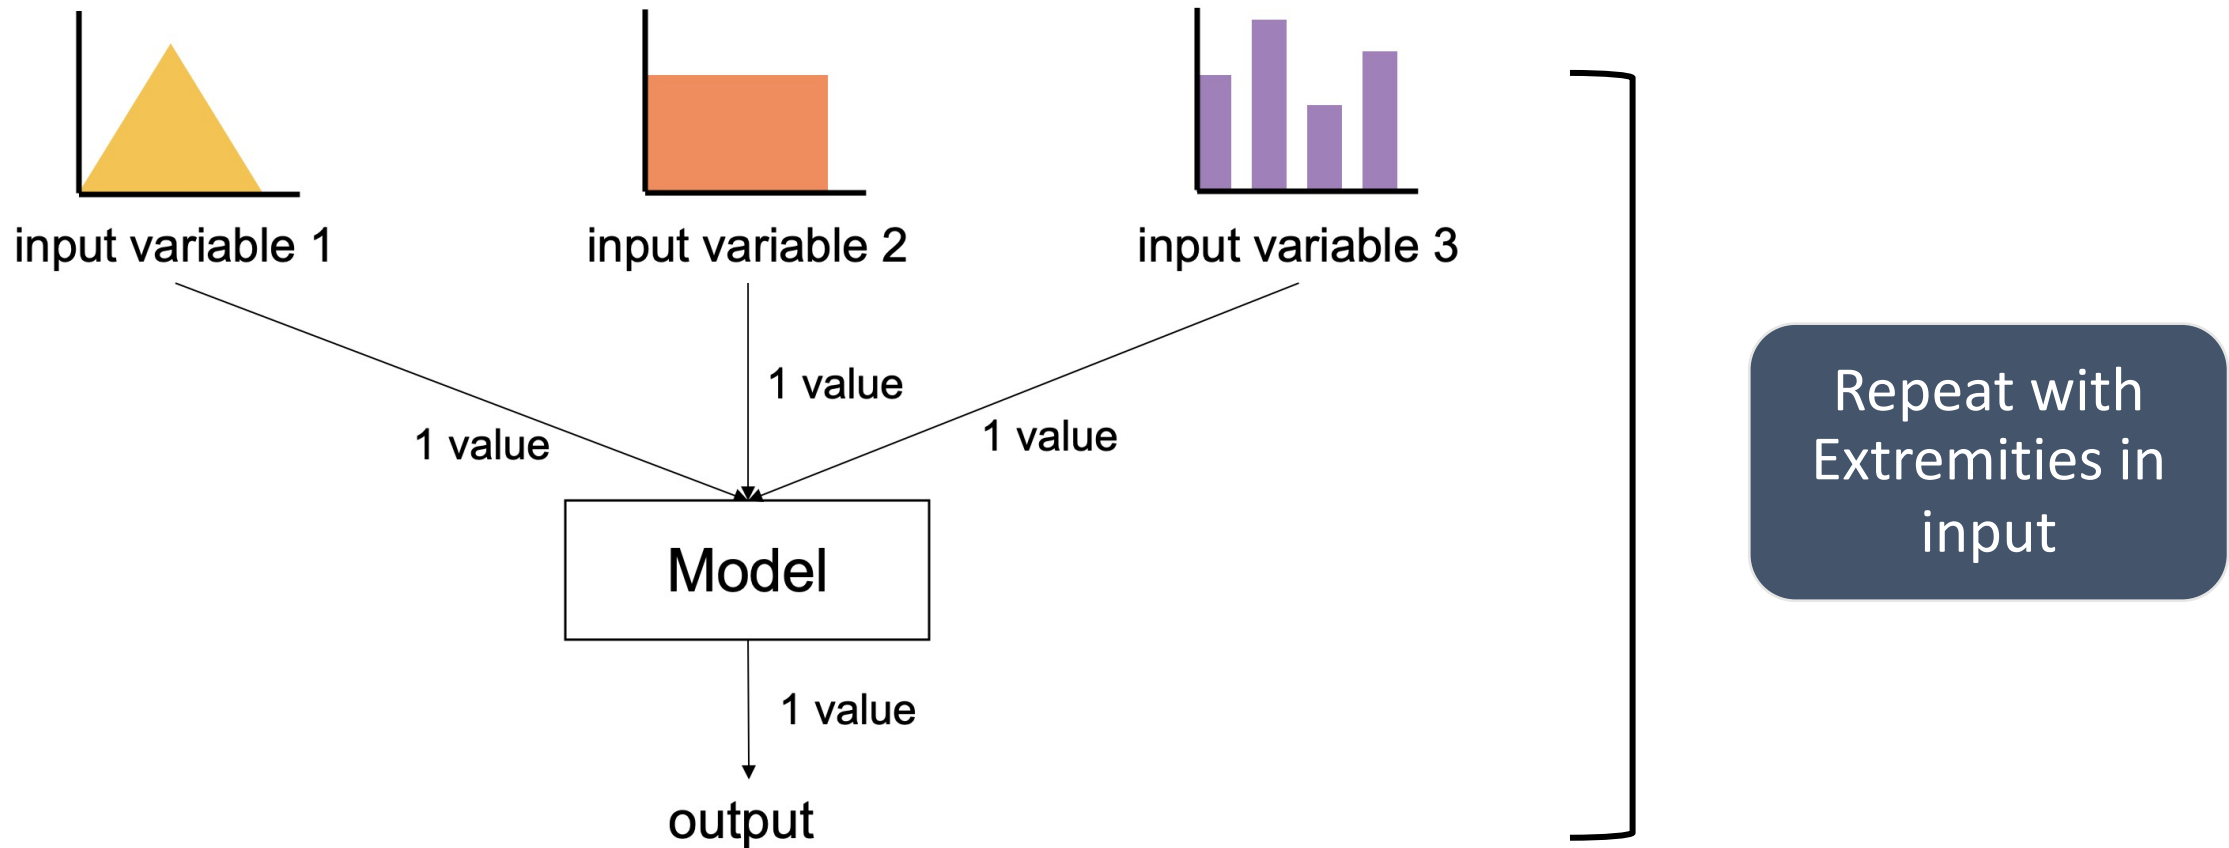 input variable 1
input variable 2
input variable 3
1 value
1 value
1 value
Model
1 value
output
Repeat with
Extremities in
input